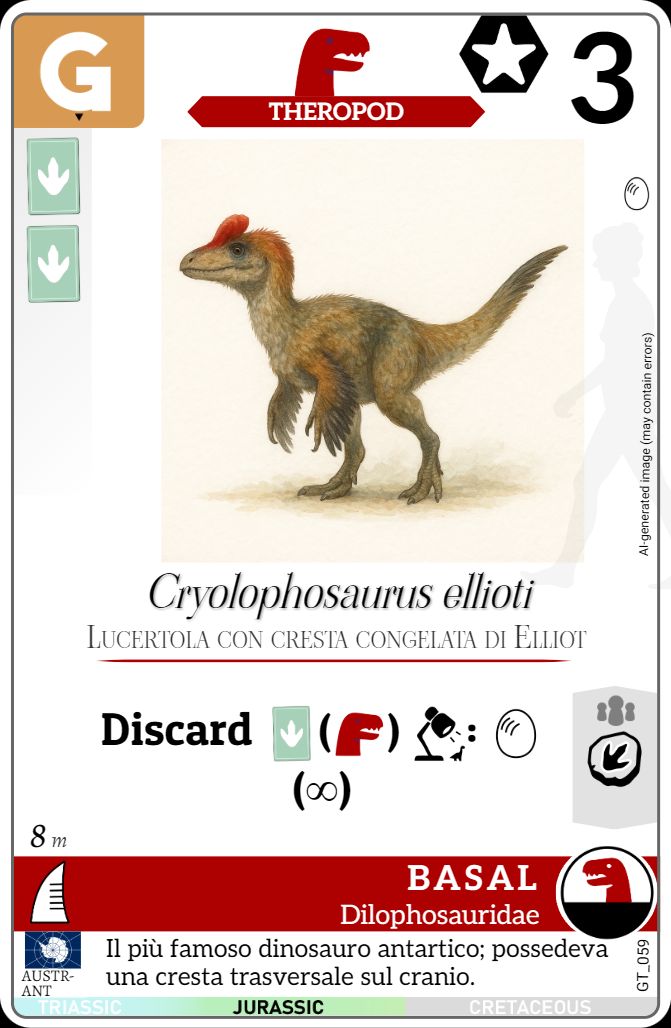 G
THEROPOD
3
AI-generated image (may contain errors)
Cryolophosaurus ellioti
Lucertola con cresta congelata di Elliot
Discard ( ) :
(∞)
8 m
BASAL
Dilophosauridae
AUSTR-
ANT
Il più famoso dinosauro antartico; possedeva
una cresta trasversale sul cranio.
GT_059
TRIASSIC
JURASSIC
CRETACEOUS